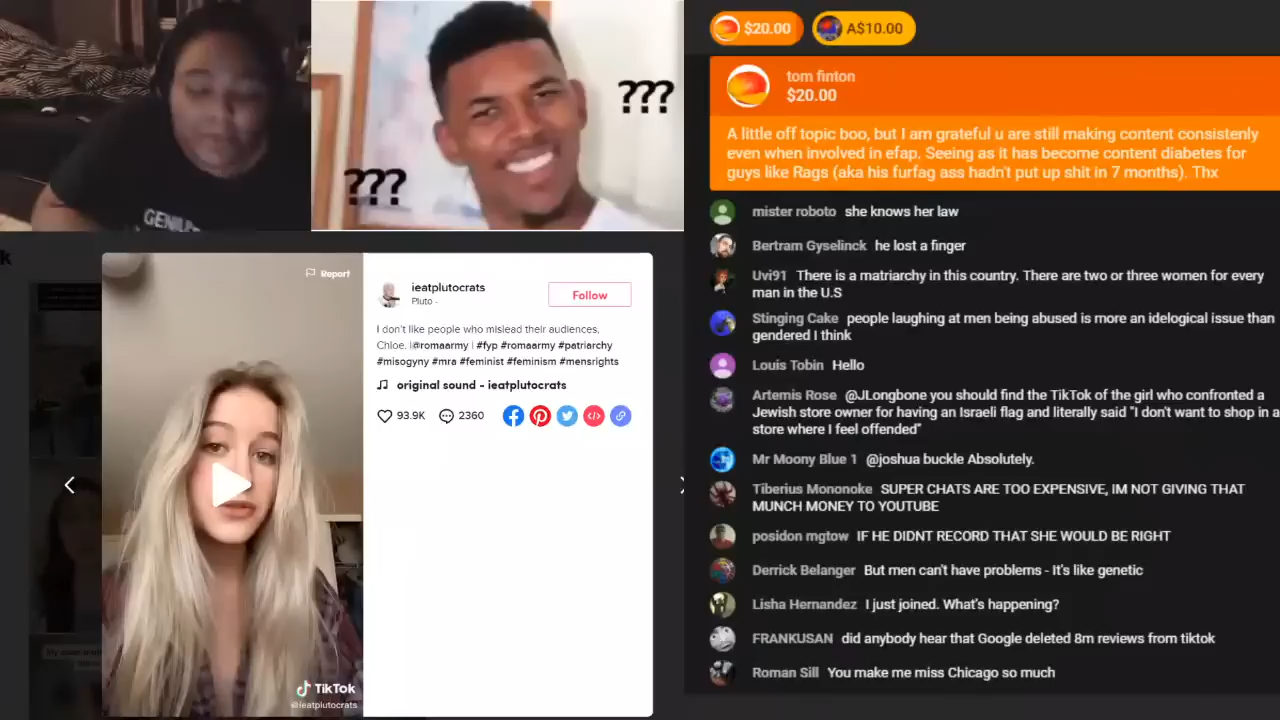 GENIUS
???
???
Report
ieatplutocrats
Pluto -
Follow
I don't like people who mislead their audiences,
Chloe. |@romaarmy | #fyp #romaarmy #patriarchy
#misogyny #mra #feminist #feminism #mensrights
original sound - ieatplutocrats
93.9K
2360
TikTok
@ieatplutocrats
$20.00
A$10.00
tom finton
$20.00
A little off topic boo, but I am grateful u are still making content consistenly
even when involved in efap. Seeing as it has become content diabetes for
guys like Rags (aka his furfag ass hadn't put up shit in 7 months). Thx
mister roboto she knows her law
Bertram Gyselinck he lost a finger
Uvi91 There is a matriarchy in this country. There are two or three women for every
man in the U.S
Stinging Cake people laughing at men being abused is more an idelogical issue than
gendered I think
Louis Tobin Hello
Artemis Rose @JLongbone you should find the TikTok of the girl who confronted a
Jewish store owner for having an Israeli flag and literally said "I don't want to shop in a
store where I feel offended"
Mr Moony Blue 1 @joshua buckle Absolutely.
Tiberius Mononoke SUPER CHATS ARE TOO EXPENSIVE, IM NOT GIVING THAT
MUNCH MONEY TO YOUTUBE
posidon mgtow IF HE DIDNT RECORD THAT SHE WOULD BE RIGHT
Derrick Belanger But men can't have problems - It's like genetic
Lisha Hernandez I just joined. What's happening?
FRANKUSAN did anybody hear that Google deleted 8m reviews from tiktok
Roman Sill You make me miss Chicago so much